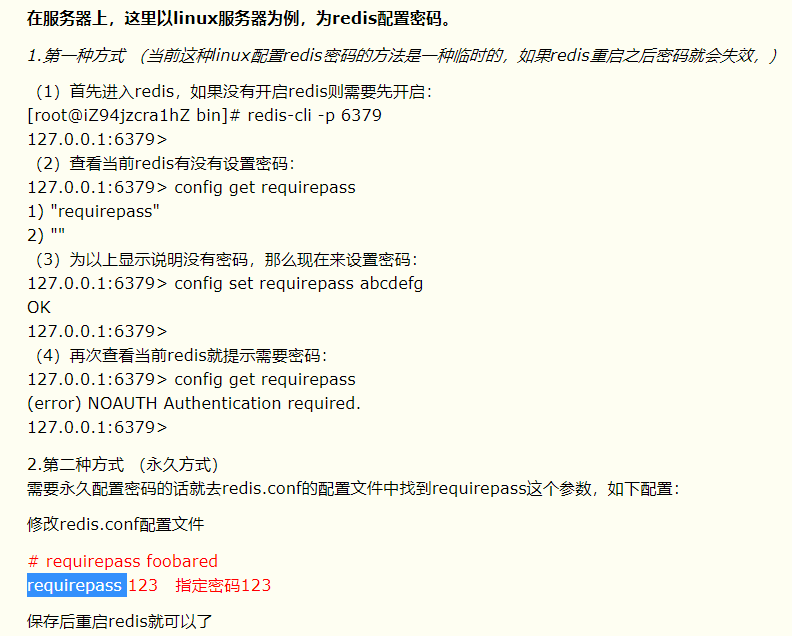 在服务器上，这里以linux服务器为例，为redis配置密码。
1.第一种方式 （当前这种linux配置redis密码的方法是一种临时的，如果redis重启之后密码就会失效，）
（1）首先进入redis，如果没有开启redis则需要先开启：
[root@iZ94jzcra1hZ bin]# redis-cli -p 6379
127.0.0.1:6379>
（2）查看当前redis有没有设置密码：
127.0.0.1:6379> config get requirepass
1) "requirepass"
2) ""
（3）为以上显示说明没有密码，那么现在来设置密码：
127.0.0.1:6379> config set requirepass abcdefg
OK
127.0.0.1:6379>
（4）再次查看当前redis就提示需要密码：
127.0.0.1:6379> config get requirepass
(error) NOAUTH Authentication required.
127.0.0.1:6379>
2.第二种方式 （永久方式）
需要永久配置密码的话就去redis.conf的配置文件中找到requirepass这个参数，如下配置：
修改redis.conf配置文件
# requirepass foobared
requirepass 123   指定密码123
保存后重启redis就可以了